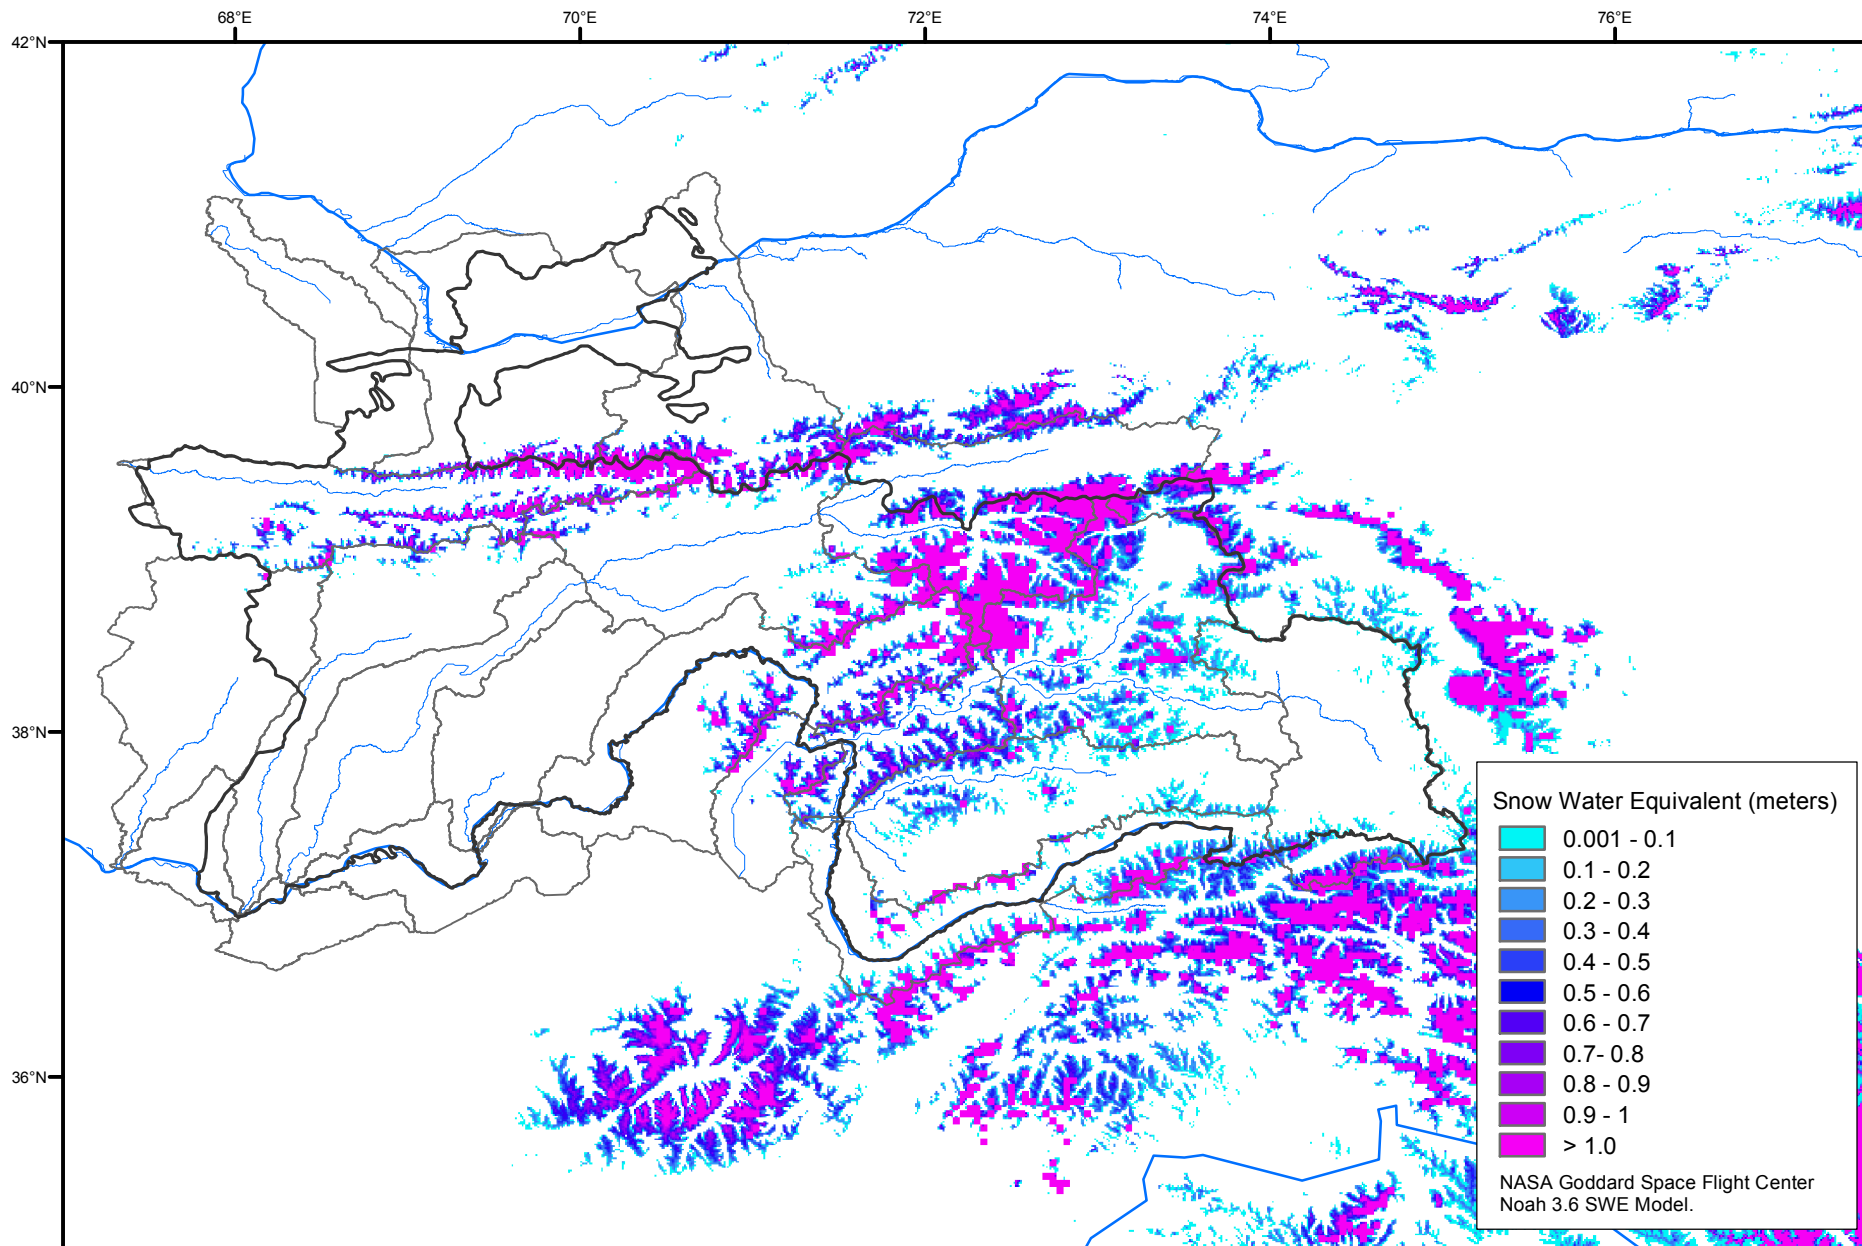 68°E
70°E
72°E
74°E
76°E
42°N
40°N
38°N
36°N
Snow Water Equivalent (meters)
0.001 - 0.1
0.1 - 0.2
0.2 - 0.3
0.3 - 0.4
0.4 - 0.5
0.5 - 0.6
0.6 - 0.7
0.7- 0.8
0.8 - 0.9
0.9 - 1
> 1.0
NASA Goddard Space Flight Center
Noah 3.6 SWE Model.